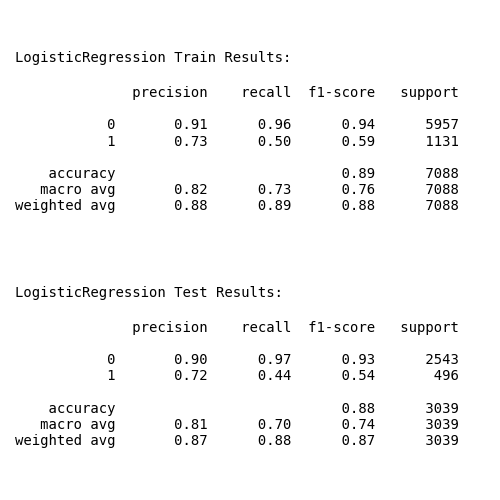 LogisticRegression Train Results:
precision recall f1-score support
0 0.91 0.96 0.94 5957
1 0.73 0.50 0.59 1131
accuracy 0.89 7088
macro avg 0.82 0.73 0.76 7088
weighted avg 0.88 0.89 0.88 7088
LogisticRegression Test Results:
precision recall f1-score support
0 0.90 0.97 0.93 2543
1 0.72 0.44 0.54 496
accuracy 0.88 3039
macro avg 0.81 0.70 0.74 3039
weighted avg 0.87 0.88 0.87 3039